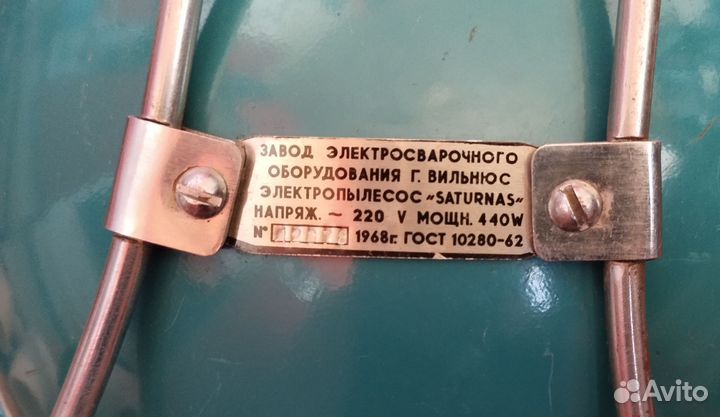 ЗАВОД ЭЛЕКТРОСВАРОЧНОГО
ОБОРУДОВАНИЯ Г. ВИЛЬНЮС
ЭЛЕКТРОПЫЛЕСОС „SATURNAS“
НАПРЯЖ. ~ 220 V МОЩН. 440W
№ 1968г. ГОСТ 10280-62
Avito